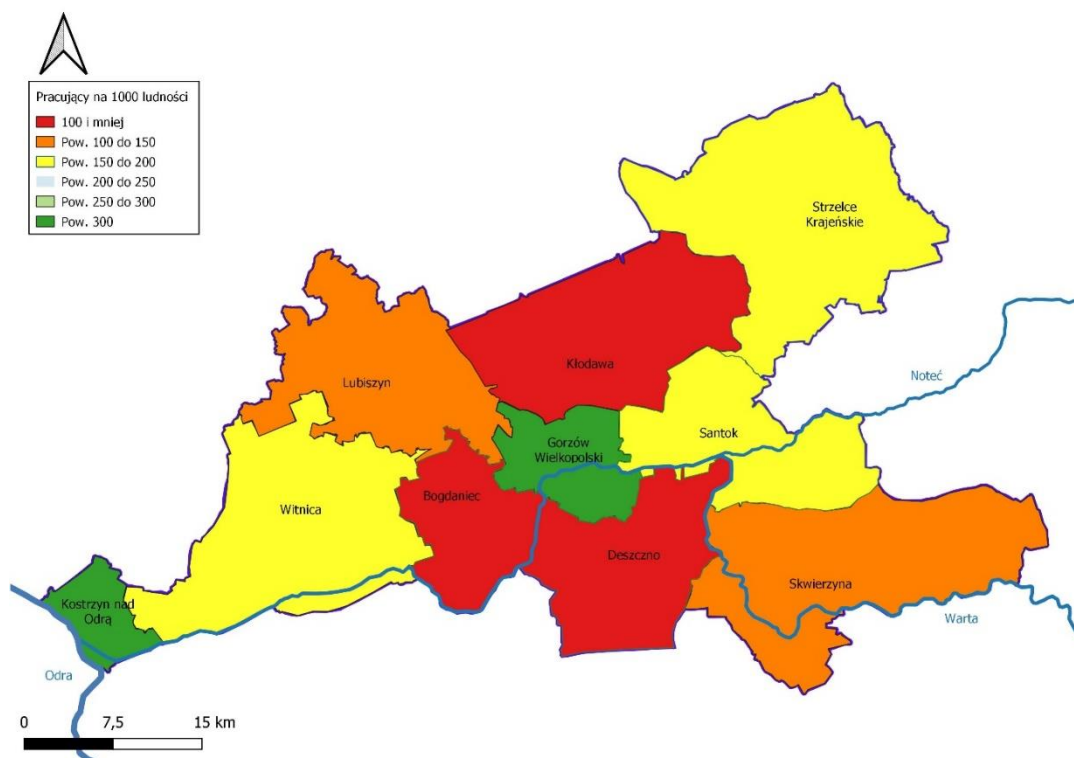 Pracujący na 1000 ludności
100 i mniej
Pow. 100 do 150
Pow. 150 do 200
Pow. 200 do 250
Pow. 250 do 300
Pow. 300
Strzelce
Krajeńskie
Kłodawa
Noteć
Lubiszyn
Santok
Gorzów
Wielkopolski
Bogdaniec
Witnica
Deszczno
Skwierzyna
Kostrzyn nad
Odrą
Warta
Odra
0 7,5 15 km